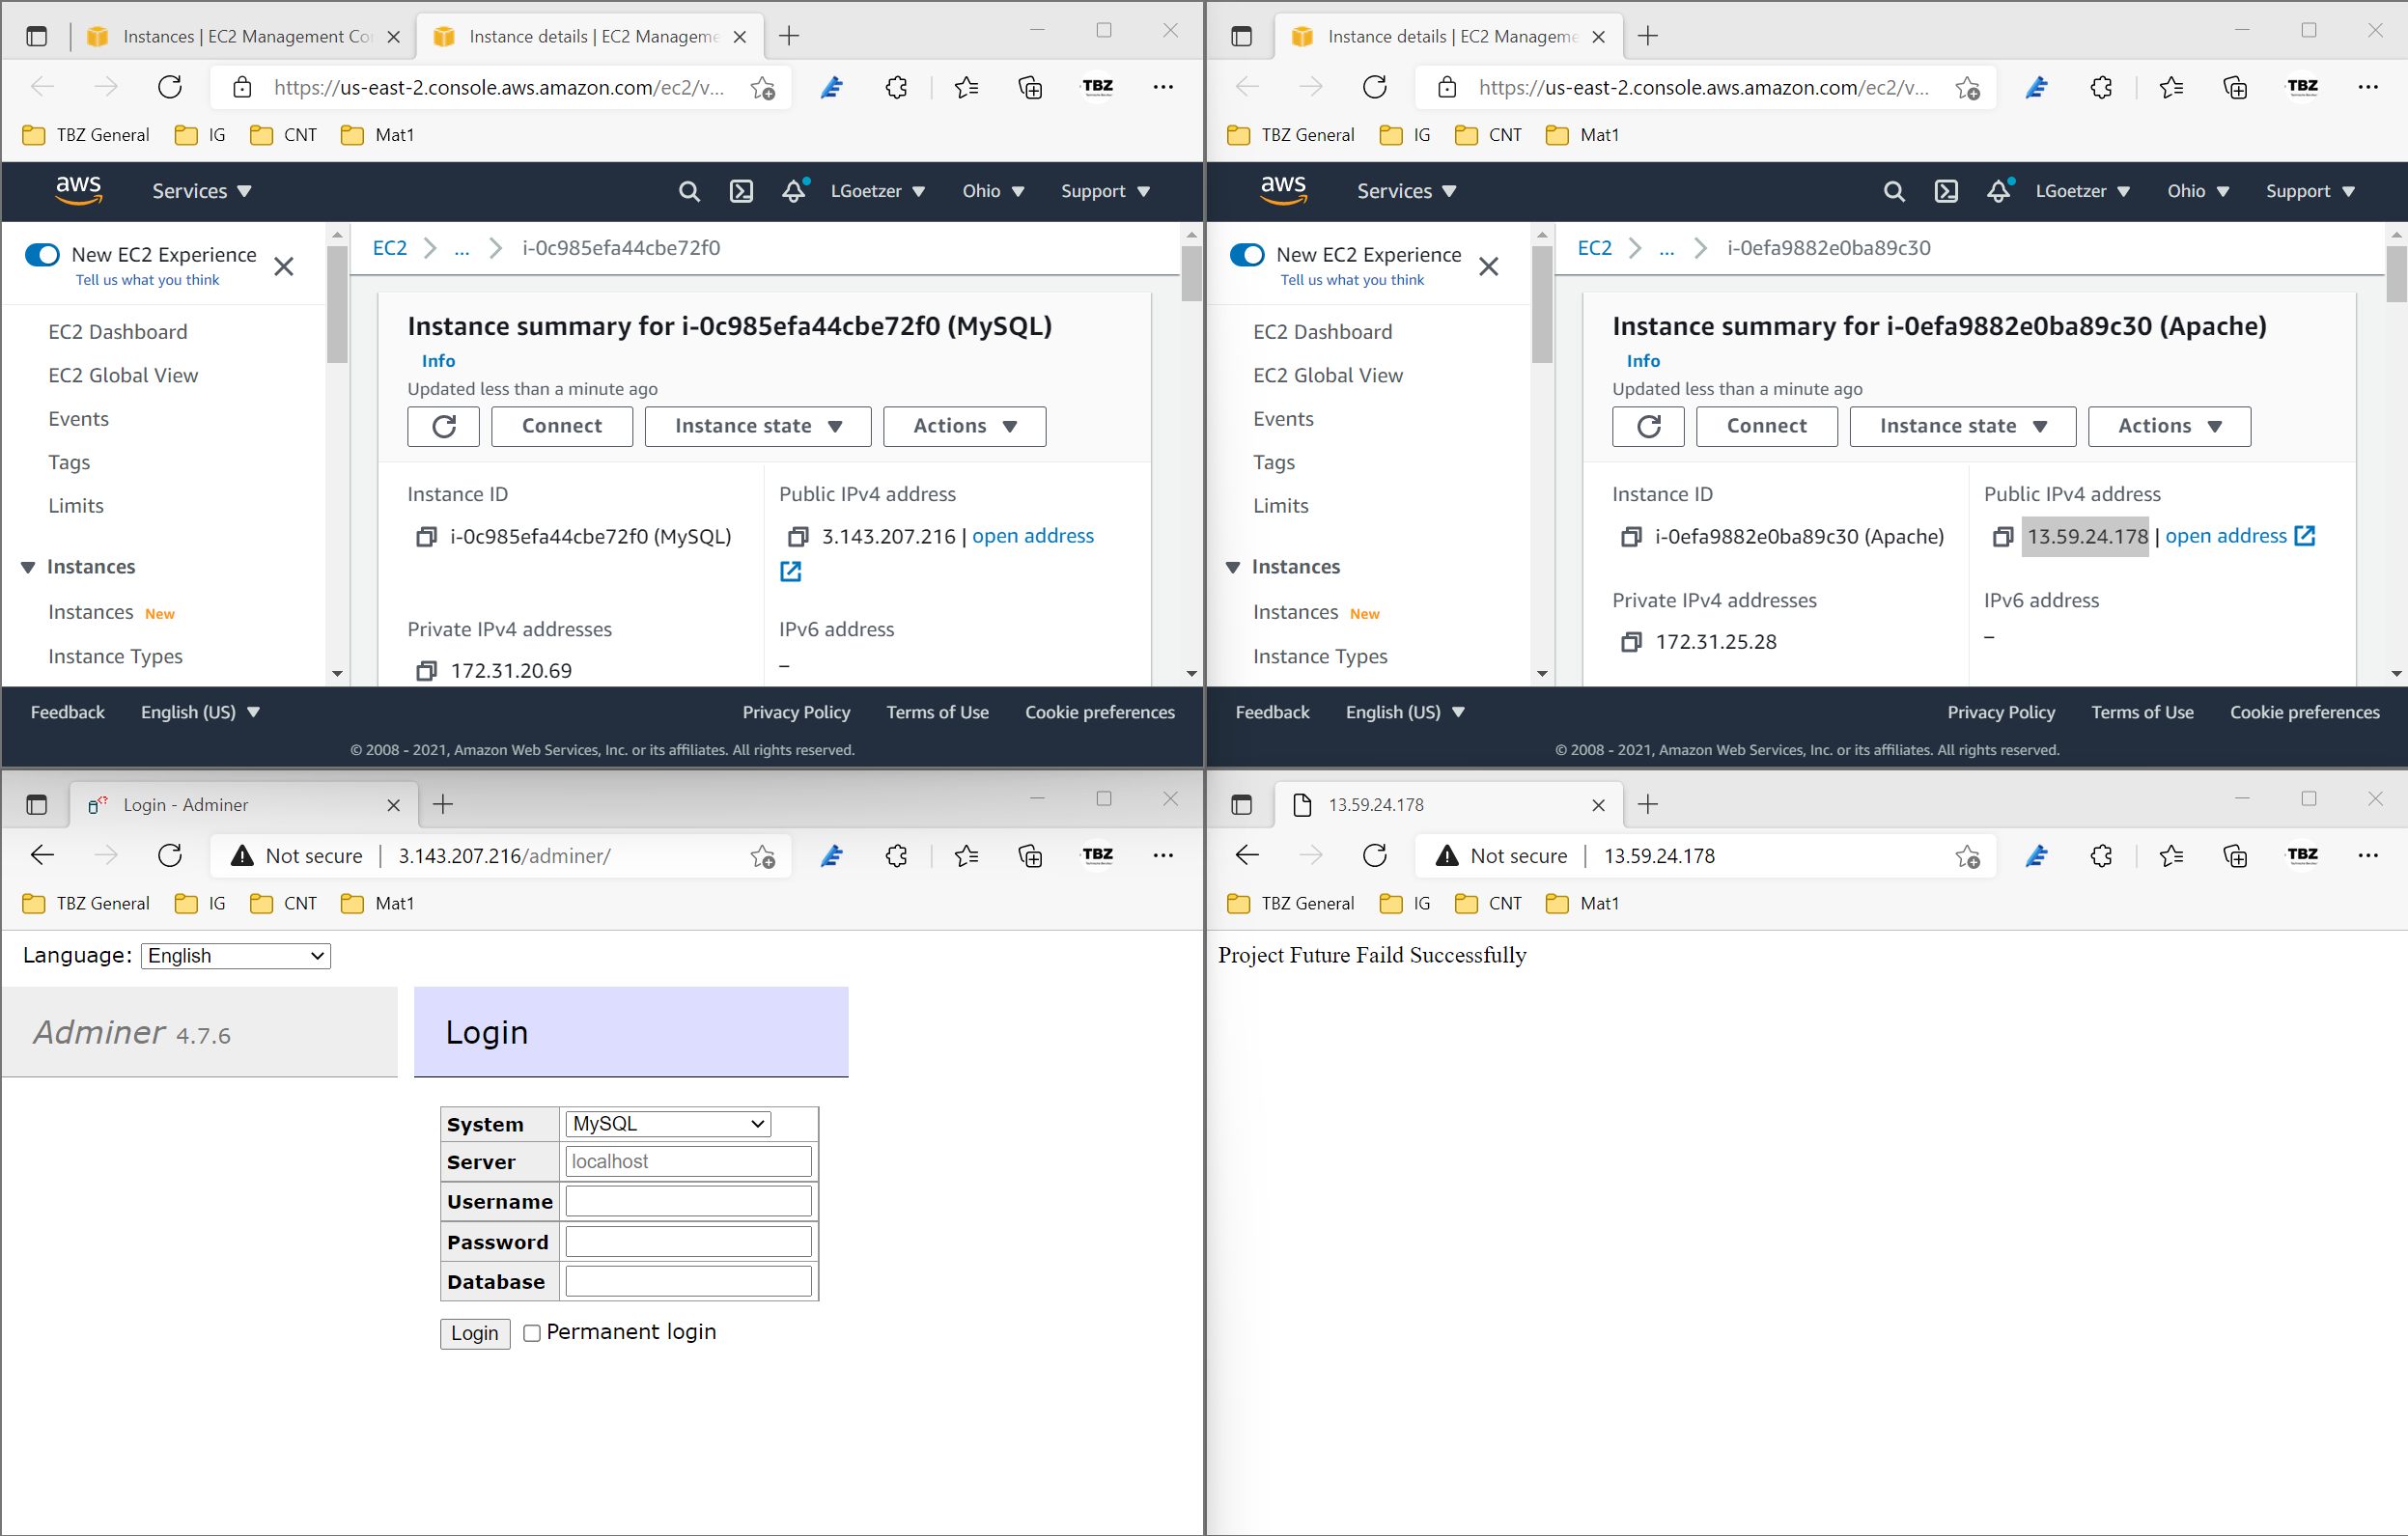 Instances | EC2 Management Co
Instance details | EC2 Manageme
https://us-east-2.console.aws.amazon.com/ec2/v...
TBZ
TBZ General
IG
CNT
Mat1
aws
Services
LGoetzer
Ohio
Support
New EC2 Experience
Tell us what you think
EC2 Dashboard
EC2 Global View
Events
Tags
Limits
Instances
Instances New
Instance Types
EC2
...
i-0c985efa44cbe72f0
Instance summary for i-0c985efa44cbe72f0 (MySQL)
Info
Updated less than a minute ago
Connect
Instance state
Actions
Instance ID
i-0c985efa44cbe72f0 (MySQL)
Public IPv4 address
3.143.207.216 | open address
Private IPv4 addresses
172.31.20.69
IPv6 address
–
Feedback
English (US)
Privacy Policy
Terms of Use
Cookie preferences
© 2008 - 2021, Amazon Web Services, Inc. or its affiliates. All rights reserved.
Instance details | EC2 Manageme
https://us-east-2.console.aws.amazon.com/ec2/v...
TBZ
TBZ General
IG
CNT
Mat1
aws
Services
LGoetzer
Ohio
Support
New EC2 Experience
Tell us what you think
EC2 Dashboard
EC2 Global View
Events
Tags
Limits
Instances
Instances New
Instance Types
EC2
...
i-0efa9882e0ba89c30
Instance summary for i-0efa9882e0ba89c30 (Apache)
Info
Updated less than a minute ago
Connect
Instance state
Actions
Instance ID
i-0efa9882e0ba89c30 (Apache)
Public IPv4 address
13.59.24.178 | open address
Private IPv4 addresses
172.31.25.28
IPv6 address
–
Feedback
English (US)
Privacy Policy
Terms of Use
Cookie preferences
© 2008 - 2021, Amazon Web Services, Inc. or its affiliates. All rights reserved.
Login - Adminer
Not secure | 3.143.207.216/adminer/
TBZ
TBZ General
IG
CNT
Mat1
Language: English
Adminer 4.7.6
Login
System MySQL
Server localhost
Username
Password
Database
Login Permanent login
13.59.24.178
Not secure | 13.59.24.178
TBZ
TBZ General
IG
CNT
Mat1
Project Future Faild Successfully